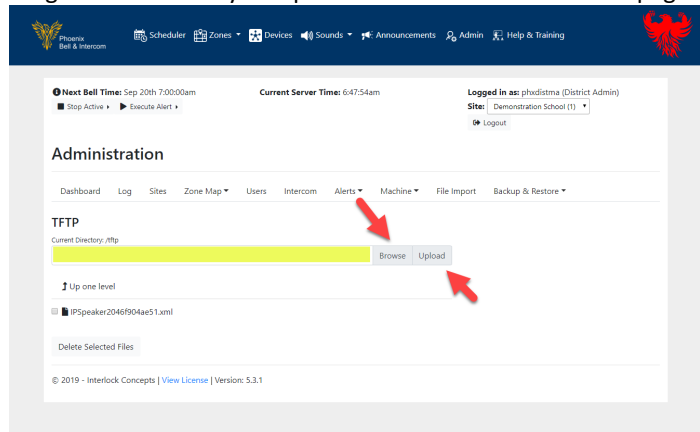 Phoenix
Bell & Intercom
Scheduler Zones Devices Sounds Announcements Admin Help & Training
Next Bell Time: Sep 20th 7:00:00am Current Server Time: 6:47:54am Logged in as: phxdistma (District Admin)
Stop Active Execute Alert Site: Demonstration School (1)
Logout
Administration
Dashboard Log Sites Zone Map Users Intercom Alerts Machine File Import Backup & Restore
TFTP
Current Directory: /tftp
Browse Upload
Up one level
IPSpeaker2046f904ae51.xml
Delete Selected Files
© 2019 - Interlock Concepts | View License | Version: 5.3.1